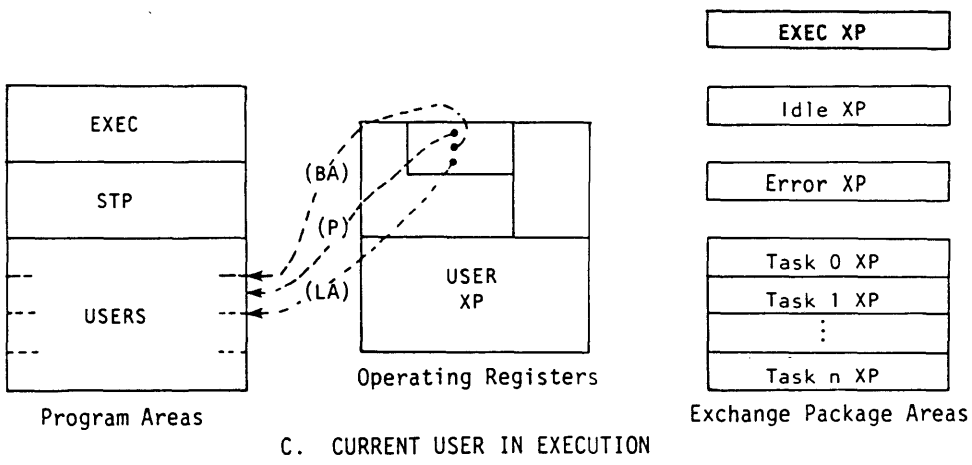 EXEC
STP
USERS
Program Areas
(BA)
(P)
(LA)
USER
XP
Operating Registers
EXEC XP
Idle XP
Error XP
Task 0 XP
Task 1 XP
⋮
Task n XP
Exchange Package Areas
C. CURRENT USER IN EXECUTION